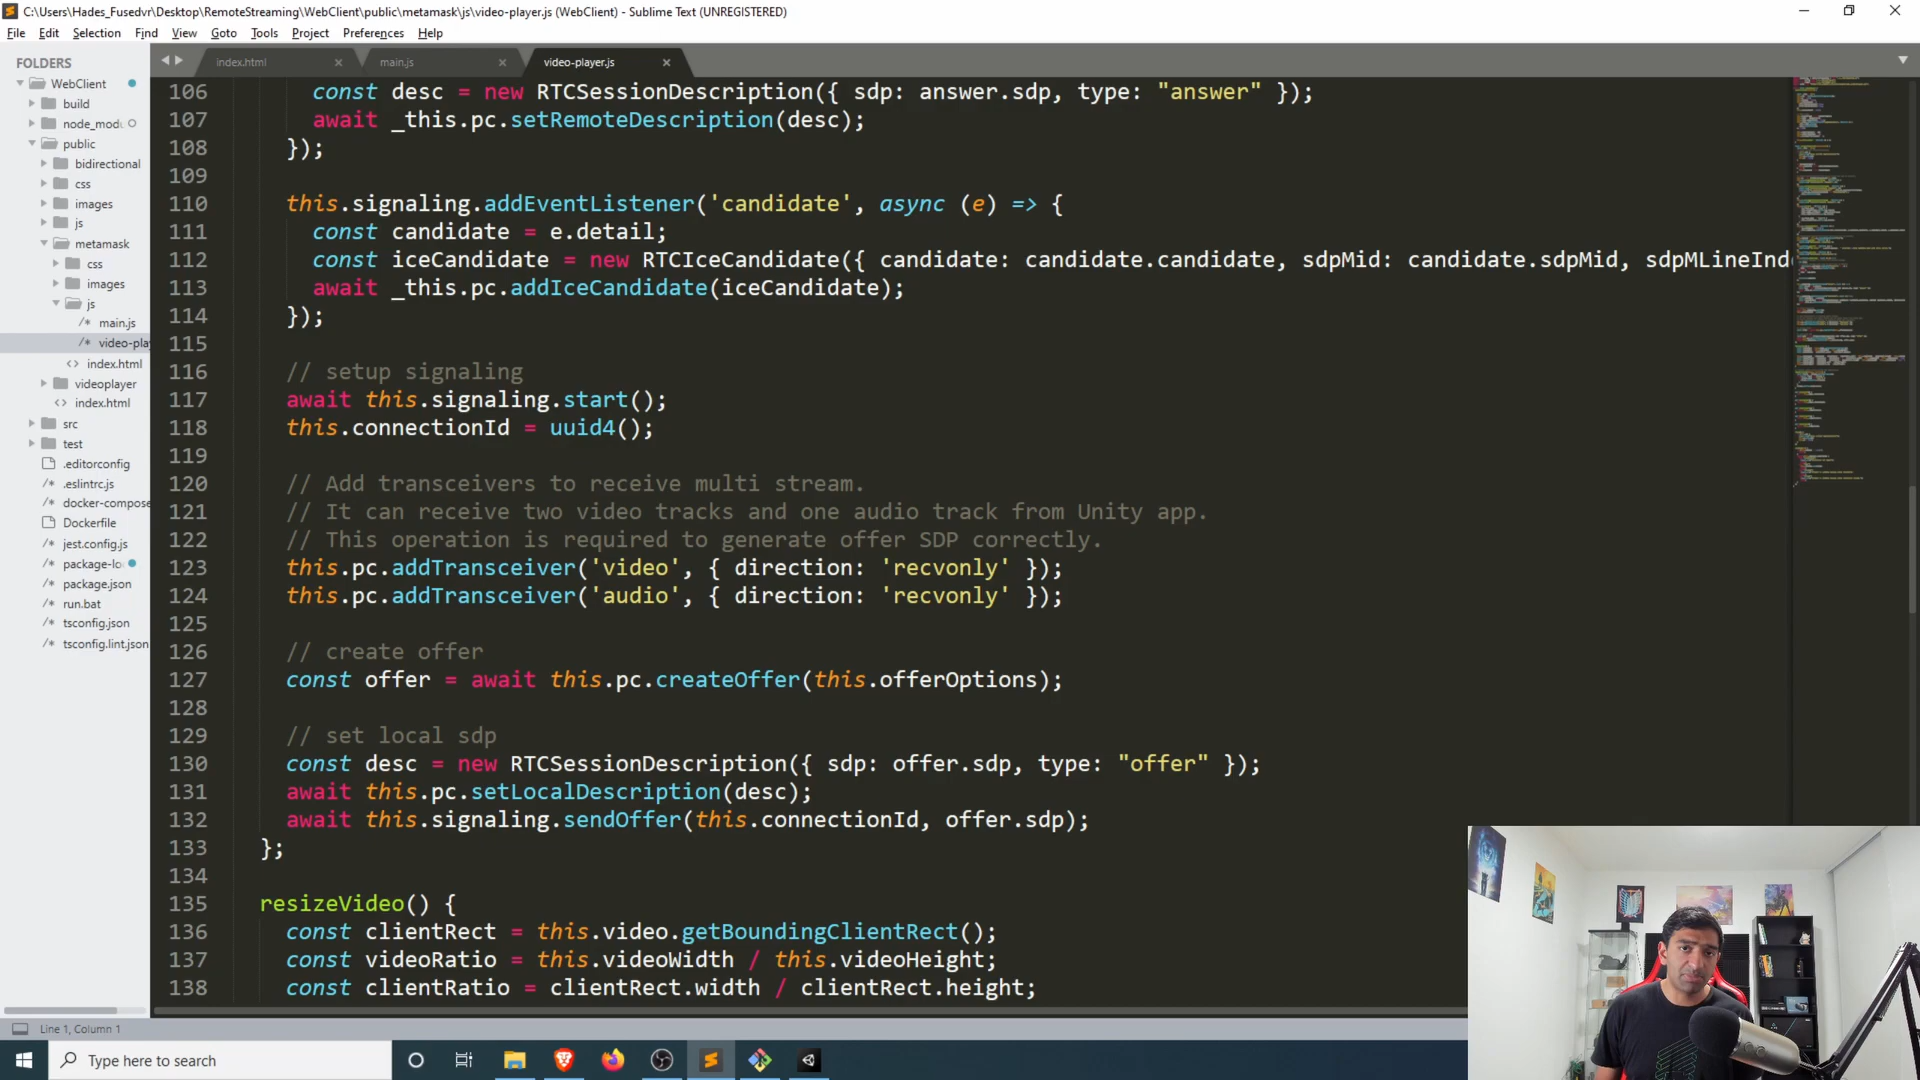 C:\Users\Hades_Fusedvr\Desktop\RemoteStreaming\WebClient\public\metamask\js\video-player.js (WebClient) - Sublime Text (UNREGISTERED)
File Edit Selection Find View Goto Tools Project Preferences Help
FOLDERS
WebClient
build
node_modu
public
bidirectional
css
images
js
metamask
css
images
js
/* main.js
/* video-pla
<> index.html
videoplayer
<> index.html
src
test
.editorconfig
/* .eslintrc.js
/* docker-compose
Dockerfile
/* jest.config.js
/* package-lo
/* package.json
/* run.bat
/* tsconfig.json
/* tsconfig.lint.json
index.html main.js video-player.js
106 const desc = new RTCSessionDescription({ sdp: answer.sdp, type: "answer" });
107 await _this.pc.setRemoteDescription(desc);
108 });
109
110 this.signaling.addEventListener('candidate', async (e) => {
111 const candidate = e.detail;
112 const iceCandidate = new RTCIceCandidate({ candidate: candidate.candidate, sdpMid: candidate.sdpMid, sdpMLineInd
113 await _this.pc.addIceCandidate(iceCandidate);
114 });
115
116 // setup signaling
117 await this.signaling.start();
118 this.connectionId = uuid4();
119
120 // Add transceivers to receive multi stream.
121 // It can receive two video tracks and one audio track from Unity app.
122 // This operation is required to generate offer SDP correctly.
123 this.pc.addTransceiver('video', { direction: 'recvonly' });
124 this.pc.addTransceiver('audio', { direction: 'recvonly' });
125
126 // create offer
127 const offer = await this.pc.createOffer(this.offerOptions);
128
129 // set local sdp
130 const desc = new RTCSessionDescription({ sdp: offer.sdp, type: "offer" });
131 await this.pc.setLocalDescription(desc);
132 await this.signaling.sendOffer(this.connectionId, offer.sdp);
133 };
134
135 resizeVideo() {
136 const clientRect = this.video.getBoundingClientRect();
137 const videoRatio = this.videoWidth / this.videoHeight;
138 const clientRatio = clientRect.width / clientRect.height;
Line 1, Column 1
Type here to search